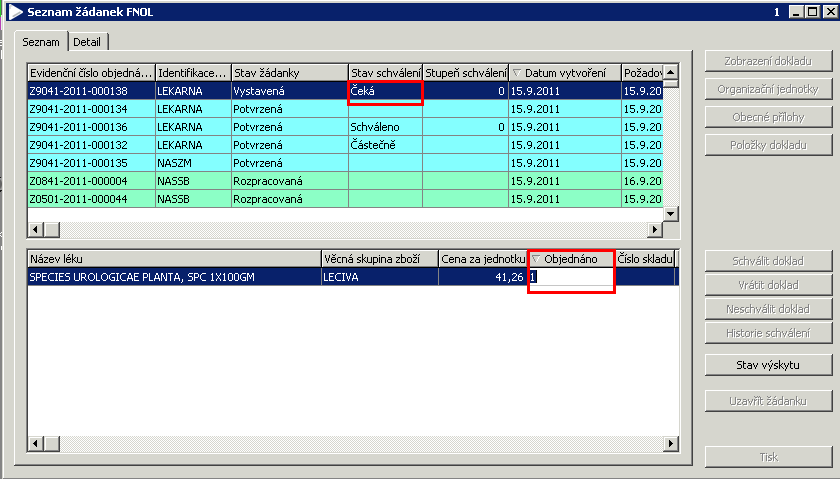 Seznam žádanek FNOL 1
Seznam Detail
Evidenční číslo objedná... Identifikace... Stav žádanky Stav schválení Stupeň schválení Datum vytvoření Požadov
Z9041-2011-000138 LEKARNA Vystavená Čeká 0 15.9.2011 15.9.20
Z9041-2011-000134 LEKARNA Potvrzená 15.9.2011 15.9.20
Z9041-2011-000136 LEKARNA Potvrzená Schváleno 0 15.9.2011 15.9.20
Z9041-2011-000132 LEKARNA Potvrzená Částečně 15.9.2011 15.9.20
Z9041-2011-000135 NASZM Potvrzená 15.9.2011 15.9.20
Z0841-2011-000004 NASSB Rozpracovaná 15.9.2011 16.9.20
Z0501-2011-000044 NASSB Rozpracovaná 15.9.2011 15.9.20
Název léku Věcná skupina zboží Cena za jednotku Objednáno Číslo skladu
SPECIES UROLOGICAE PLANTA, SPC 1X100GM LECIVA 41,26 1
Zobrazení dokladu
Organizační jednotky
Obecné přílohy
Položky dokladu
Schválit doklad
Vrátit doklad
Neschválit doklad
Historie schválení
Stav výskytu
Uzavřít žádanku
Tisk